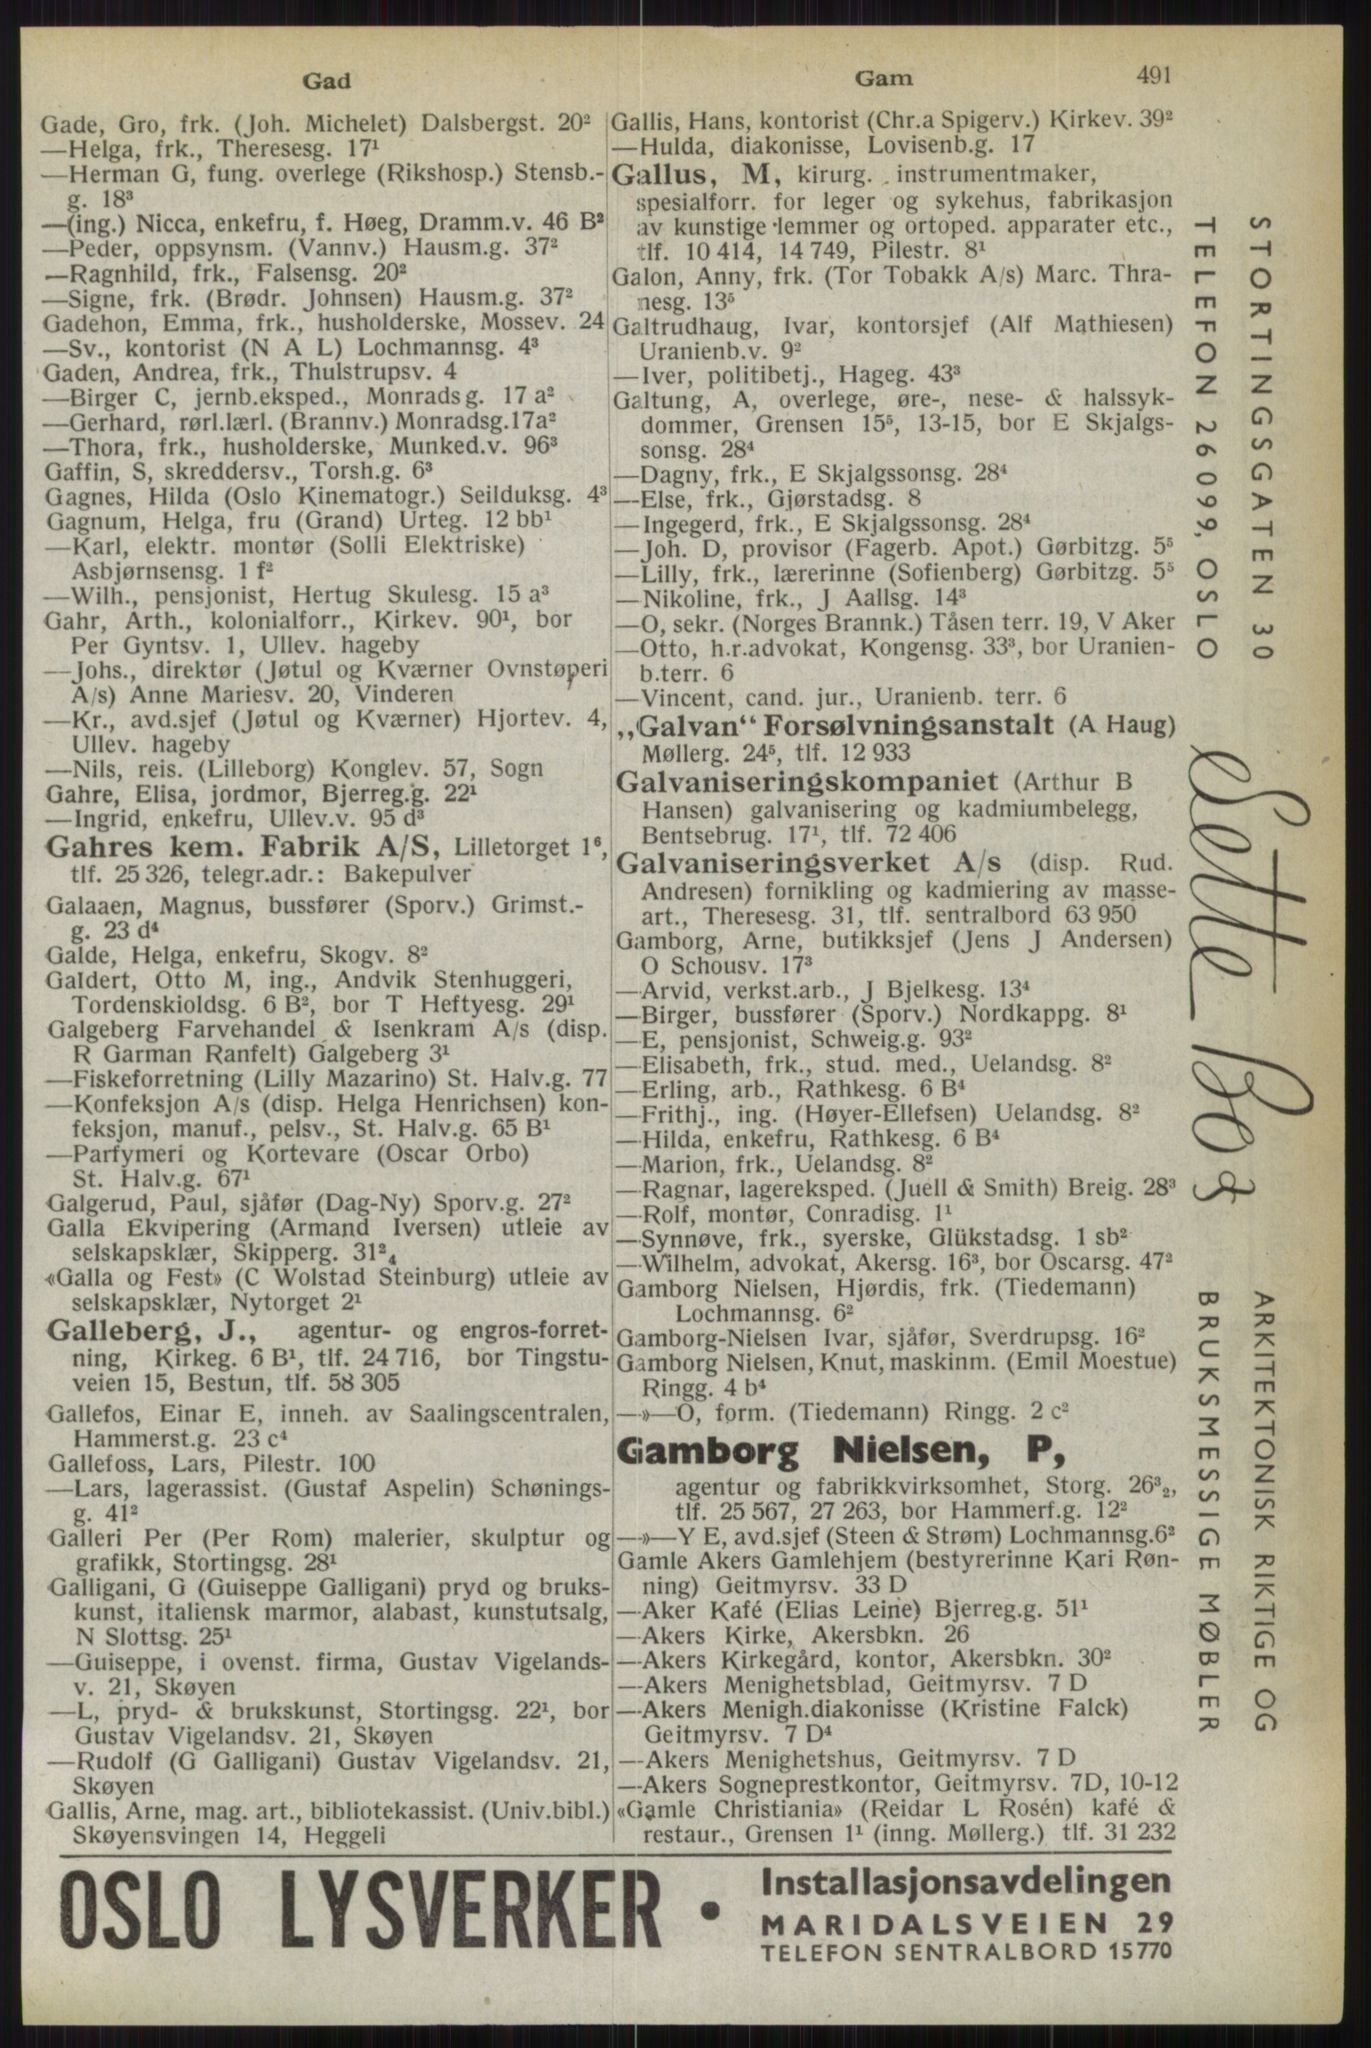 Gad
Gam
491
Gade, Gro, frk. (Joh. Michelet) Dalsbergst. 20²
—Helga, frk., Theresesg. 17¹
—Herman G, fung. overlege (Rikshosp.) Stensb.-
g. 18³
—(ing.) Nicca, enkefru, f. Høeg, Dramm.v. 46 B²
—Peder, oppsynsm. (Vannv.) Hausm.g. 37²
—Ragnhild, frk., Falsensg. 20²
—Signe, frk. (Brødr. Johnsen) Hausm.g. 37²
Gadehon, Emma, frk., husholderske, Mossev. 24
—Sv., kontorist (N A L) Lochmannsg. 4³
Gaden, Andrea, frk., Thulstrupsv. 4
—Birger C, jernb.eksped., Monradsg. 17 a²
—Gerhard, rørl.lærl. (Brannv.) Monradsg.17a²
—Thora, frk., husholderske, Munked.v. 96³
Gaffin, S, skreddersv., Torsh.g. 6³
Gagnes, Hilda (Oslo Kinematogr.) Seilduksg. 4³
Gagnum, Helga, fru (Grand) Urteg. 12 bb¹
—Karl, elektr. montør (Solli Elektriske)
Asbjørnsensg. 1 f²
—Wilh., pensjonist, Hertug Skulesg. 15 a³
Gahr, Arth., kolonialforr., Kirkev. 90¹, bor
Per Gyntsv. 1, Ullev. hageby
—Johs., direktør (Jøtul og Kværner Ovnstøperi
A/s) Anne Mariesv. 20, Vinderen
—Kr., avd.sjef (Jøtul og Kværner) Hjortev. 4,
Ullev. hageby
—Nils, reis. (Lilleborg) Konglev. 57, Sogn
Gahre, Elisa, jordmor, Bjerreg.g. 22¹
—Ingrid, enkefru, Ullev.v. 95 d³
Gahres kem. Fabrik A/S, Lilletorget 1⁶,
tlf. 25 326, telegr.adr.: Bakepulver
Galaaen, Magnus, bussfører (Sporv.) Grimst.-
g. 23 d⁴
Galde, Helga, enkefru, Skogv. 8²
Galdert, Otto M, ing., Andvik Stenhuggeri,
Tordenskioldsg. 6 B², bor T Heftyesg. 29¹
Galgeberg Farvehandel & Isenkram A/s (disp.
R Garman Ranfelt) Galgeberg 3¹
—Fiskeforretning (Lilly Mazarino) St. Halv.g. 77
—Konfeksjon A/s (disp. Helga Henrichsen) kon-
feksjon, manuf., pelsv., St. Halv.g. 65 B¹
—Parfymeri og Kortevare (Oscar Orbo)
St. Halv.g. 67¹
Galgerud, Paul, sjåfør (Dag-Ny) Sporv.g. 27²
Galla Ekvipering (Armand Iversen) utleie av
selskapsklær, Skipperg. 31²₄
«Galla og Fest» (C Wolstad Steinburg) utleie av
selskapsklær, Nytorget 2¹
Galleberg, J., agentur- og engros-forret-
ning, Kirkeg. 6 B¹, tlf. 24 716, bor Tingstu-
veien 15, Bestun, tlf. 58 305
Gallefos, Einar E, inneh. av Saalingscentralen,
Hammerst.g. 23 c⁴
Gallefoss, Lars, Pilestr. 100
—Lars, lagerassist. (Gustaf Aspelin) Schønings-
g. 41²
Galleri Per (Per Rom) malerier, skulptur og
grafikk, Stortingsg. 28¹
Galligani, G (Guiseppe Galligani) pryd og bruks-
kunst, italiensk marmor, alabast, kunstutsalg,
N Slottsg. 25¹
—Guiseppe, i ovenst. firma, Gustav Vigelands-
v. 21, Skøyen
—L, pryd- & brukskunst, Stortingsg. 22¹, bor
Gustav Vigelandsv. 21, Skøyen
—Rudolf (G Galligani) Gustav Vigelandsv. 21,
Skøyen
Gallis, Arne, mag. art., bibliotekassist. (Univ.bibl.)
Skøyensvingen 14, Heggeli
Gallis, Hans, kontorist (Chr.a Spigerv.) Kirkev. 39²
—Hulda, diakonisse, Lovisenb.g. 17
Gallus, M, kirurg. instrumentmaker,
spesialforr. for leger og sykehus, fabrikasjon
av kunstige lemmer og ortoped. apparater etc.,
tlf. 10 414, 14 749, Pilestr. 8¹
Galon, Anny, frk. (Tor Tobakk A/s) Marc. Thra-
nesg. 13⁵
Galtrudhaug, Ivar, kontorsjef (Alf Mathiesen)
Uranienb.v. 9²
—Iver, politibetj., Hageg. 43³
Galtung, A, overlege, øre-, nese- & halssyk-
dommer, Grensen 15⁵, 13-15, bor E Skjalgs-
sonsg. 28⁴
—Dagny, frk., E Skjalgssonsg. 28⁴
—Else, frk., Gjørstadsg. 8
—Ingegerd, frk., E Skjalgssonsg. 28⁴
—Joh. D, provisor (Fagerb. Apot.) Gørbitzg. 5⁵
—Lilly, frk., lærerinne (Sofienberg) Gørbitzg. 5⁵
—Nikoline, frk., J Aallsg. 14³
—O, sekr. (Norges Brannk.) Tåsen terr. 19, V Aker
—Otto, h.r.advokat, Kongensg. 33³, bor Uranien-
b.terr. 6
—Vincent, cand. jur., Uranienb. terr. 6
„Galvan“ Forsølvningsanstalt (A Haug)
Møllerg. 24⁵, tlf. 12 933
Galvaniseringskompaniet (Arthur B
Hansen) galvanisering og kadmiumbelegg,
Bentsebrug. 17¹, tlf. 72 406
Galvaniseringsverket A/s (disp. Rud.
Andresen) fornikling og kadmiering av masse-
art., Theresesg. 31, tlf. sentralbord 63 950
Gamborg, Arne, butikksjef (Jens J Andersen)
O Schousv. 17³
—Arvid, verkst.arb., J Bjelkesg. 13⁴
—Birger, bussfører (Sporv.) Nordkappg. 8¹
—E, pensjonist, Schweig.g. 93²
—Elisabeth, frk., stud. med., Uelandsg. 8²
—Erling, arb., Rathkesg. 6 B⁴
—Frithj., ing. (Høyer-Ellefsen) Uelandsg. 8²
—Hilda, enkefru, Rathkesg. 6 B⁴
—Marion, frk., Uelandsg. 8²
—Ragnar, lagereksped. (Juell & Smith) Breig. 28³
—Rolf, montør, Conradisg. 1¹
—Synnøve, frk., syerske, Glükstadsg. 1 sb²
—Wilhelm, advokat, Akersg. 16³, bor Oscarsg. 47²
Gamborg Nielsen, Hjørdis, frk. (Tiedemann)
Lochmannsg. 6²
Gamborg-Nielsen Ivar, sjåfør, Sverdrupsg. 16²
Gamborg Nielsen, Knut, maskinm. (Emil Moestue)
Ringg. 4 b⁴
—»—O, form. (Tiedemann) Ringg. 2 c²
Gamborg Nielsen, P,
agentur og fabrikkvirksomhet, Storg. 26³₂,
tlf. 25 567, 27 263, bor Hammerf.g. 12²
—»—Y E, avd.sjef (Steen & Strøm) Lochmannsg.6²
Gamle Akers Gamlehjem (bestyrerinne Kari Røn-
ning) Geitmyrsv. 33 D
—Aker Kafé (Elias Leine) Bjerreg.g. 51¹
—Akers Kirke, Akersbkn. 26
—Akers Kirkegård, kontor, Akersbkn. 30²
—Akers Menighetsblad, Geitmyrsv. 7 D
—Akers Menigh.diakonisse (Kristine Falck)
Geitmyrsv. 7 D⁴
—Akers Menighetshus, Geitmyrsv. 7 D
—Akers Sogneprestkontor, Geitmyrsv. 7D, 10-12
«Gamle Christiania» (Reidar L Rosén) kafé &
restaur., Grensen 1¹ (inng. Møllerg.) tlf. 31 232
STORTINGSGATEN 30
TELEFON 26099, OSLO
Sette Bo?
ARKITEKTONISK RIKTIGE OG
BRUKSMESSIGE MØBLER
OSLO LYSVERKER •
Installasjonsavdelingen
MARIDALSVEIEN 29
TELEFON SENTRALBORD 15770